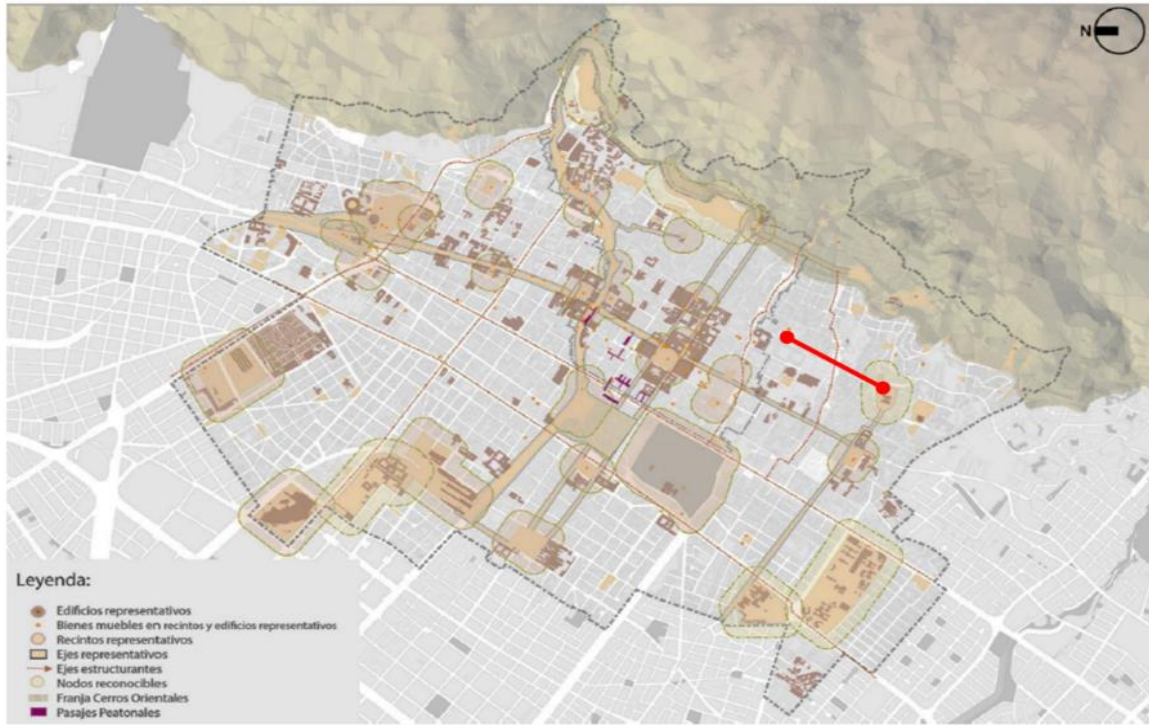 N
Leyenda:
Edificios representativos
Bienes muebles en recintos y edificios representativos
Recintos representativos
Ejes representativos
Ejes estructurantes
Nodos reconocibles
Franja Cerros Orientales
Pasajes Peatonales